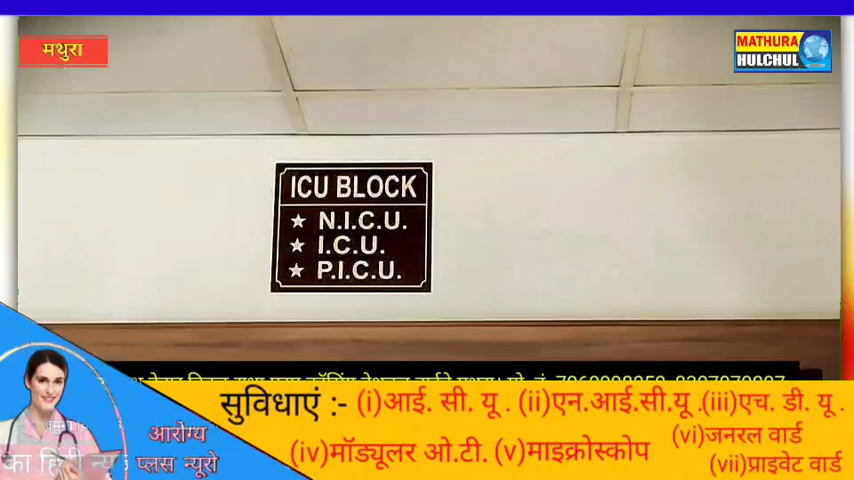 मथुरा
MATHURA
HULCHUL
ICU BLOCK
★ N.I.C.U.
★ I.C.U.
★ P.I.C.U.
सुविधाएं :- (i)आई. सी. यू . (ii)एन.आई.सी.यू .(iii)एच. डी. यू .
(iv)मॉड्यूलर ओ.टी. (v)माइक्रोस्कोप
(vi)जनरल वार्ड
(vii)प्राइवेट वार्ड
आरोग्य
प्लस न्यूरो